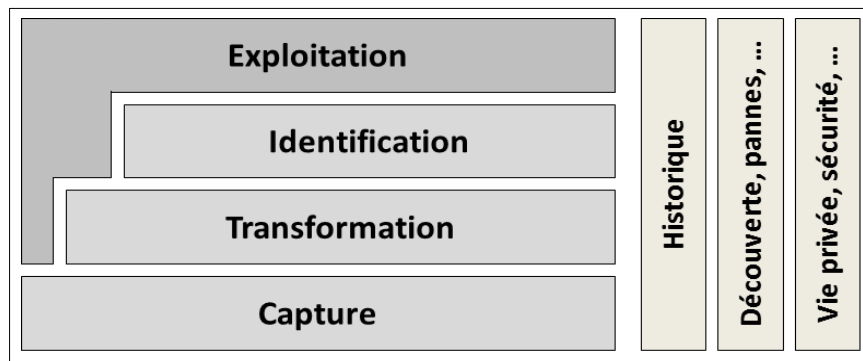 Exploitation
Identification
Transformation
Capture
Historique
Découverte, pannes, ...
Vie privée, sécurité, ...